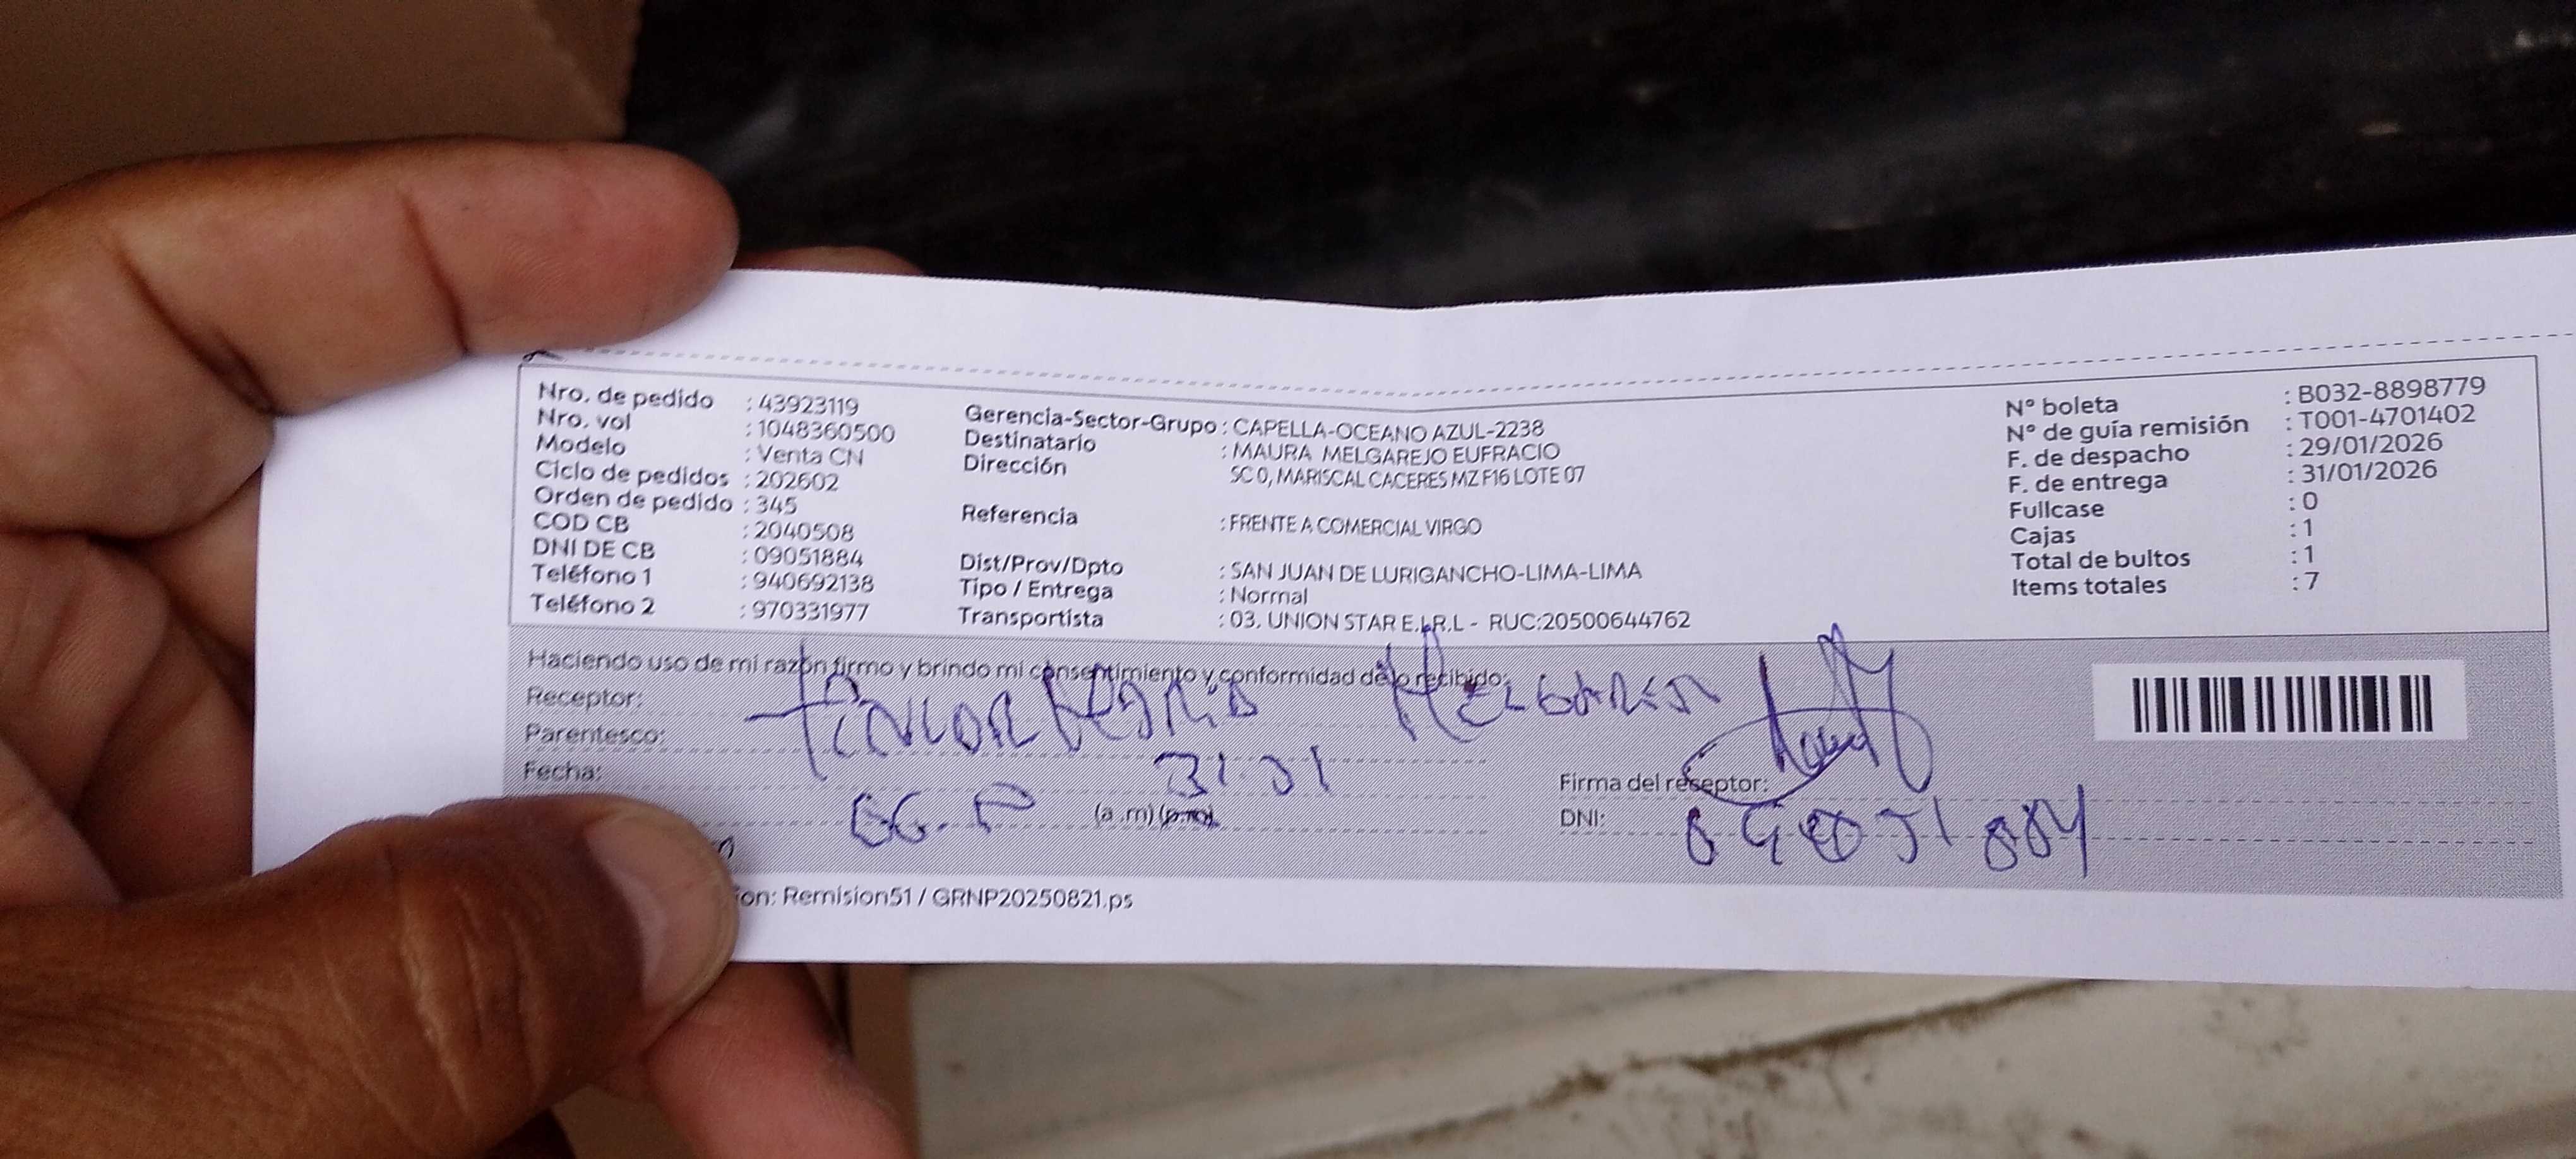 Nro. de pedido : 43923119
Nro. vol : 1048360500
Modelo : Venta CN
Ciclo de pedidos : 202602
Orden de pedido : 345
COD CB : 2040508
DNI DE CB : 09051884
Teléfono 1 : 940692138
Teléfono 2 : 970331977
Gerencia-Sector-Grupo : CAPELLA-OCEANO AZUL-2238
Destinatario : MAURA MELGAREJO EUFRACIO
Dirección SC 0, MARISCAL CACERES MZ F16 LOTE 07
Referencia : FRENTE A COMERCIAL VIRGO
Dist/Prov/Dpto : SAN JUAN DE LURIGANCHO-LIMA-LIMA
Tipo / Entrega : Normal
Transportista : 03. UNION STAR E.I.R.L - RUC:20500644762
N° boleta : B032-8898779
N° de guía remisión : T001-4701402
F. de despacho : 29/01/2026
F. de entrega : 31/01/2026
Fullcase : 0
Cajas : 1
Total de bultos : 1
Items totales : 7
Haciendo uso de mi razón firmo y brindo mi consentimiento y conformidad de lo recibido:
Receptor:
Parentesco:
Fecha: 31.01
(a.m) (p.m)
Firma del receptor:
DNI:
ion: Remision51 / GRNP20250821.ps